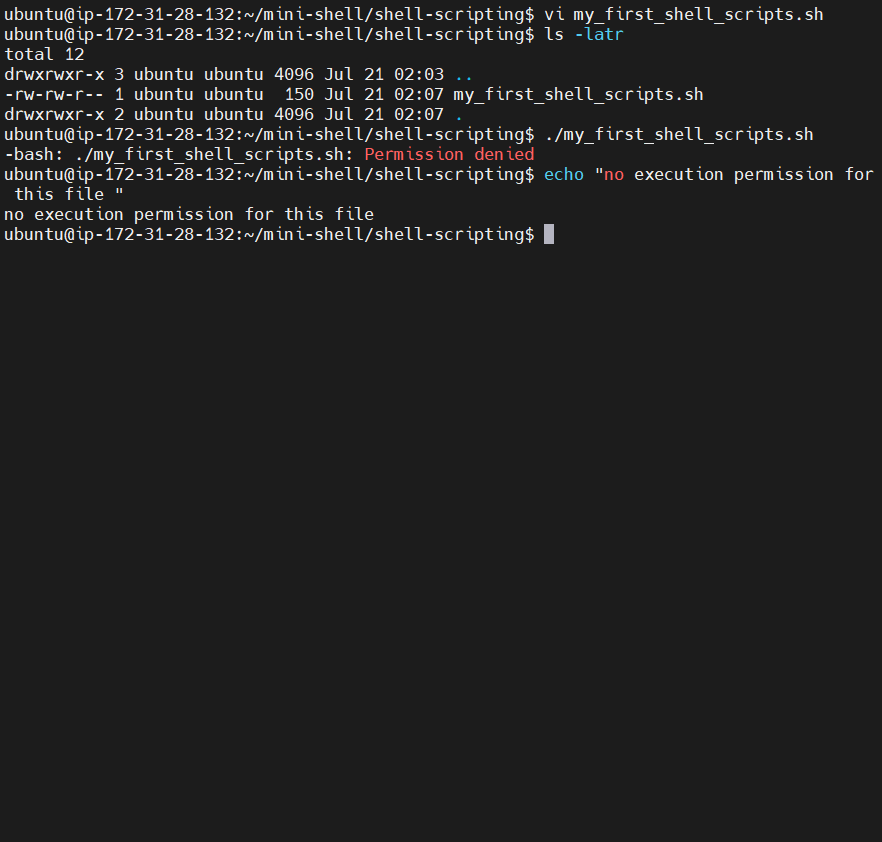 ubuntu@ip-172-31-28-132:~/mini-shell/shell-scripting$ vi my_first_shell_scripts.sh
ubuntu@ip-172-31-28-132:~/mini-shell/shell-scripting$ ls -latr
total 12
drwxrwxr-x 3 ubuntu ubuntu 4096 Jul 21 02:03 ..
-rw-rw-r-- 1 ubuntu ubuntu  150 Jul 21 02:07 my_first_shell_scripts.sh
drwxrwxr-x 2 ubuntu ubuntu 4096 Jul 21 02:07 .
ubuntu@ip-172-31-28-132:~/mini-shell/shell-scripting$ ./my_first_shell_scripts.sh
-bash: ./my_first_shell_scripts.sh: Permission denied
ubuntu@ip-172-31-28-132:~/mini-shell/shell-scripting$ echo "no execution permission for
 this file "
no execution permission for this file
ubuntu@ip-172-31-28-132:~/mini-shell/shell-scripting$